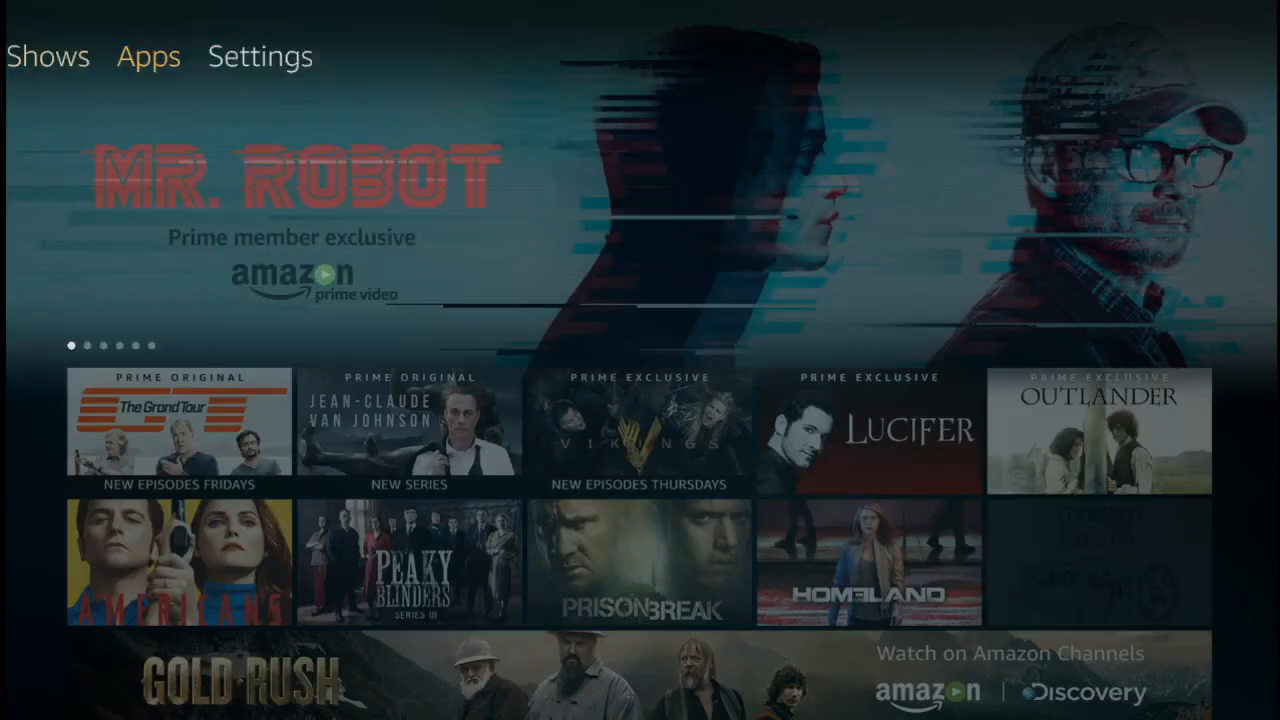 Shows Apps Settings
MR. ROBOT
Prime member exclusive
amazon
prime video
PRIME ORIGINAL
The Grand Tour
NEW EPISODES FRIDAYS
PRIME ORIGINAL
JEAN-CLAUDE
VAN JOHNSON
NEW SERIES
PRIME EXCLUSIVE
VIKINGS
NEW EPISODES THURSDAYS
PRIME EXCLUSIVE
LUCIFER
PRIME EXCLUSIVE
OUTLANDER
AMERICANS
PEAKY
BLINDERS
SERIES III
PRISON BREAK
HOMELAND
GOLD RUSH
Watch on Amazon Channels
amazon | Discovery